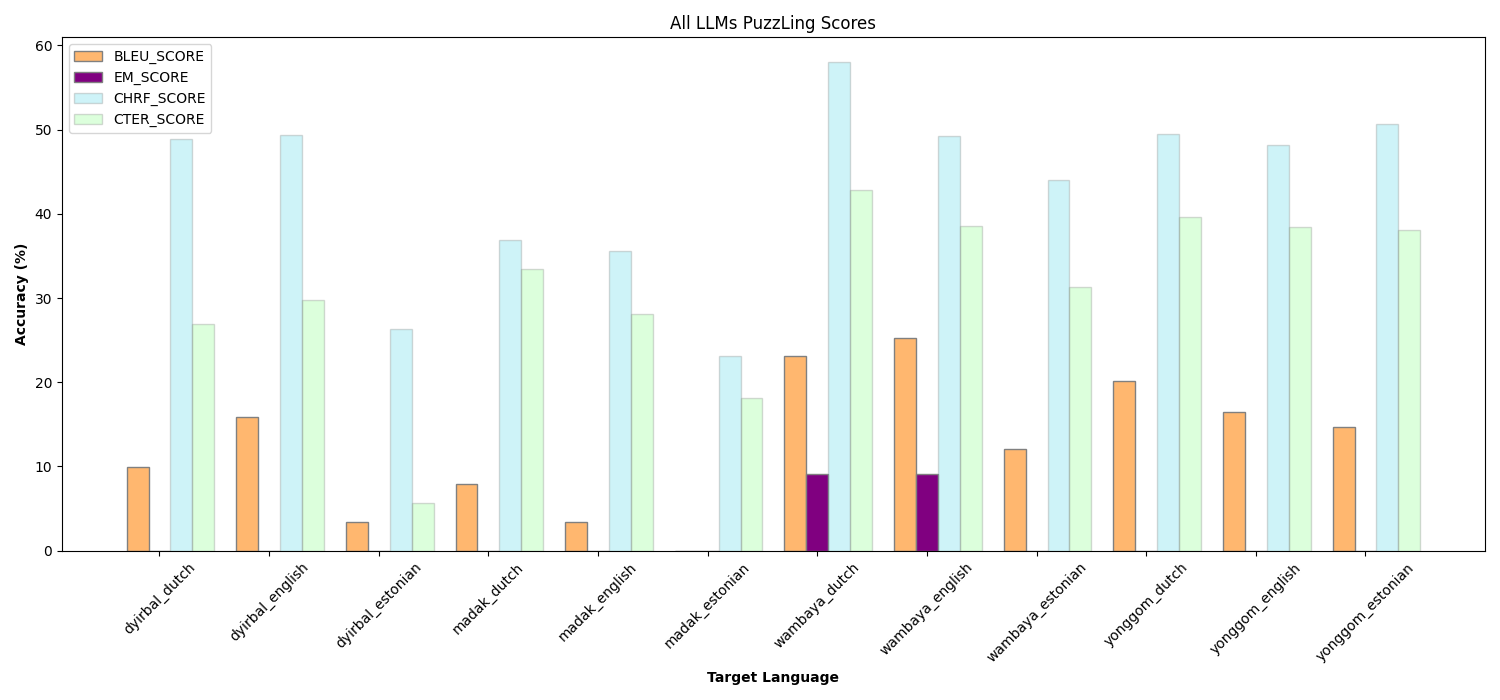 All LLMs PuzzLing Scores
BLEU_SCORE
EM_SCORE
CHRF_SCORE
CTER_SCORE
Accuracy (%)
60
50
40
30
20
10
0
dyirbal_dutch
dyirbal_english
dyirbal_estonian
madak_dutch
madak_english
madak_estonian
wambaya_dutch
wambaya_english
wambaya_estonian
yonggom_dutch
yonggom_english
yonggom_estonian
Target Language